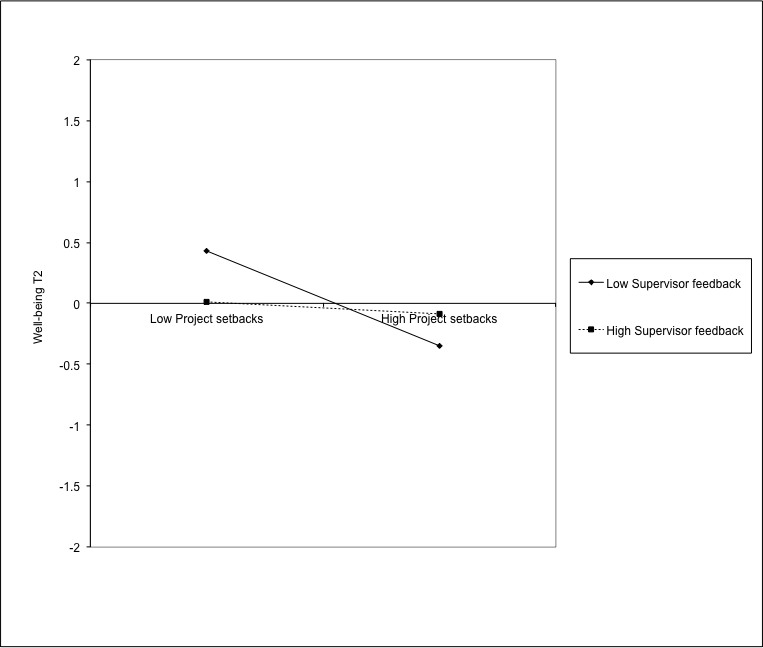 2
1.5
1
0.5
0
-0.5
-1
-1.5
-2
Well-being T2
Low Project setbacks
High Project setbacks
Low Supervisor feedback
High Supervisor feedback